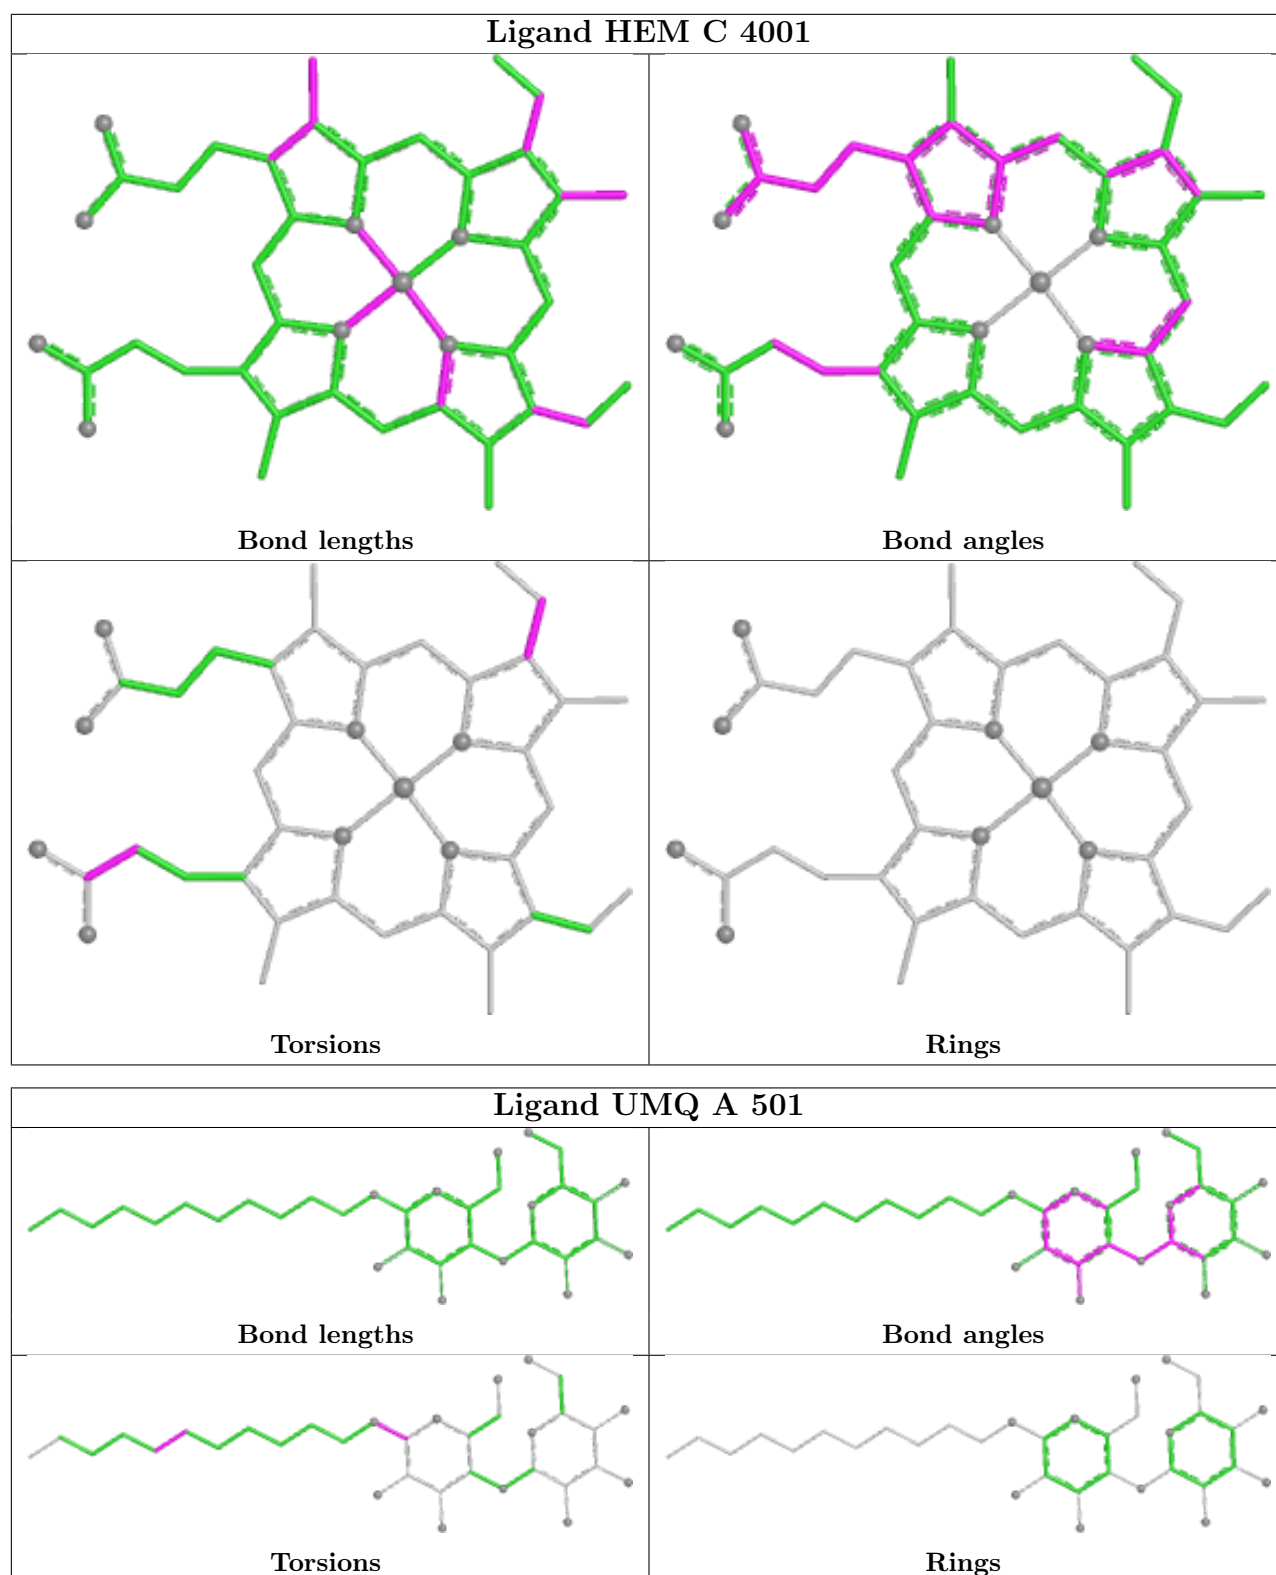 Ligand HEM C 4001
Bond lengths
Bond angles
Torsions
Rings
Ligand UMQ A 501
Bond lengths
Bond angles
Torsions
Rings